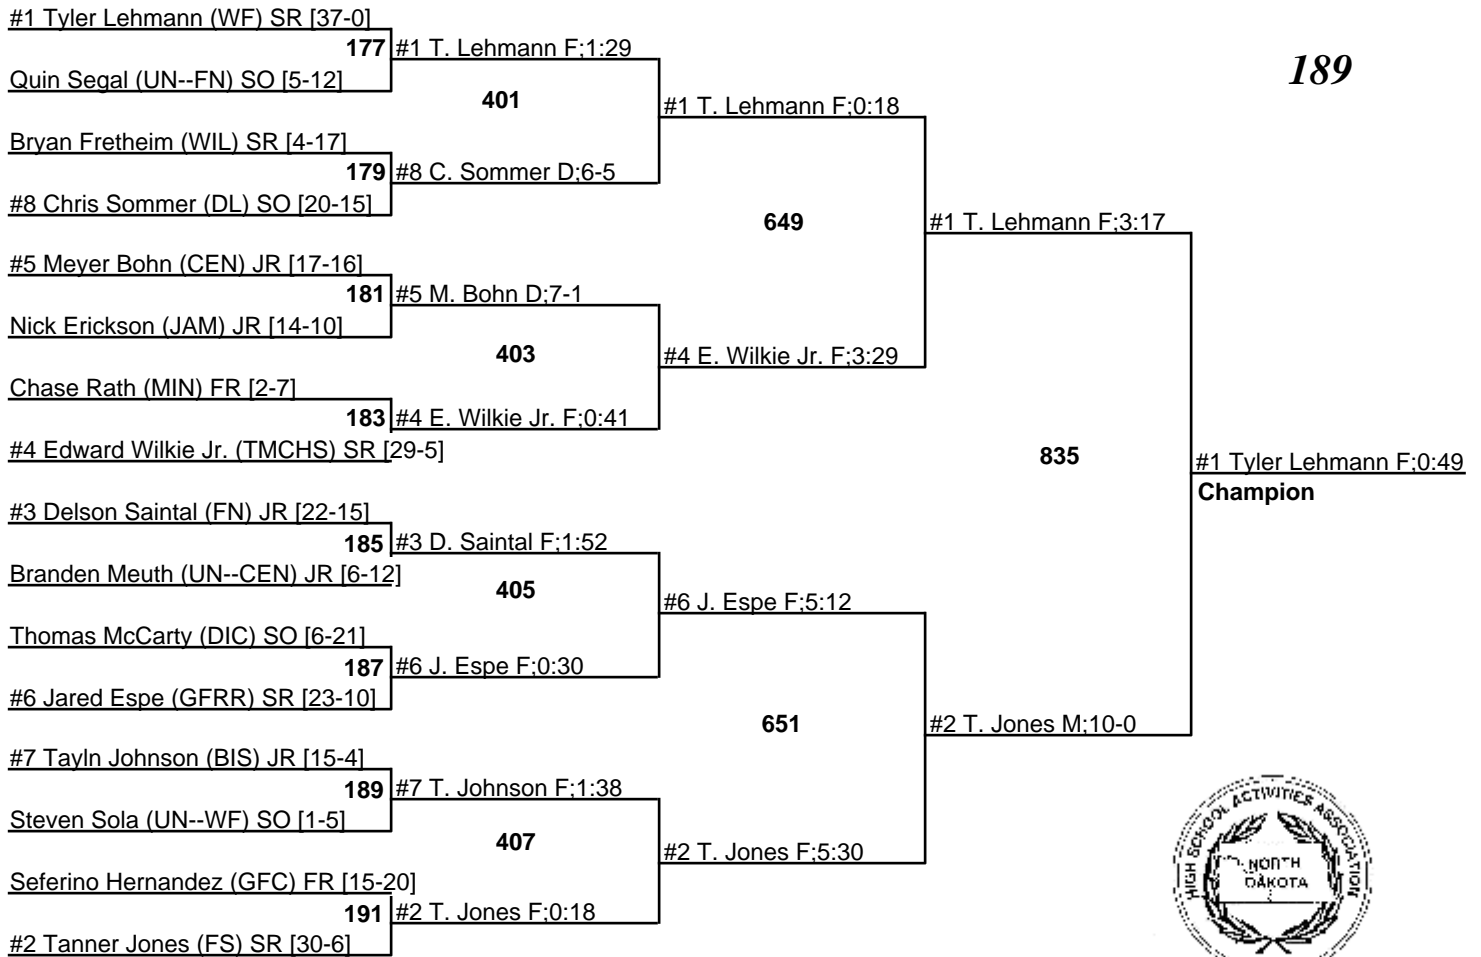 #1 Tyler Lehmann (WF) SR [37-0]
177 #1 T. Lehmann F;1:29
Quin Segal (UN--FN) SO [5-12]
189
401
#1 T. Lehmann F;0:18
Bryan Fretheim (WIL) SR [4-17]
179 #8 C. Sommer D;6-5
#8 Chris Sommer (DL) SO [20-15]
649
#1 T. Lehmann F;3:17
#5 Meyer Bohn (CEN) JR [17-16]
181 #5 M. Bohn D;7-1
Nick Erickson (JAM) JR [14-10]
403
#4 E. Wilkie Jr. F;3:29
Chase Rath (MIN) FR [2-7]
183 #4 E. Wilkie Jr. F;0:41
#4 Edward Wilkie Jr. (TMCHS) SR [29-5]
835
#1 Tyler Lehmann F;0:49
Champion
#3 Delson Saintal (FN) JR [22-15]
185 #3 D. Saintal F;1:52
Branden Meuth (UN--CEN) JR [6-12]
405
#6 J. Espe F;5:12
Thomas McCarty (DIC) SO [6-21]
187 #6 J. Espe F;0:30
#6 Jared Espe (GFRR) SR [23-10]
651
#2 T. Jones M;10-0
#7 Tayln Johnson (BIS) JR [15-4]
189 #7 T. Johnson F;1:38
Steven Sola (UN--WF) SO [1-5]
407
#2 T. Jones F;5:30
Seferino Hernandez (GFC) FR [15-20]
191 #2 T. Jones F;0:18
#2 Tanner Jones (FS) SR [30-6]
HIGH SCHOOL ACTIVITIES ASSOCIATION
NORTH
DAKOTA